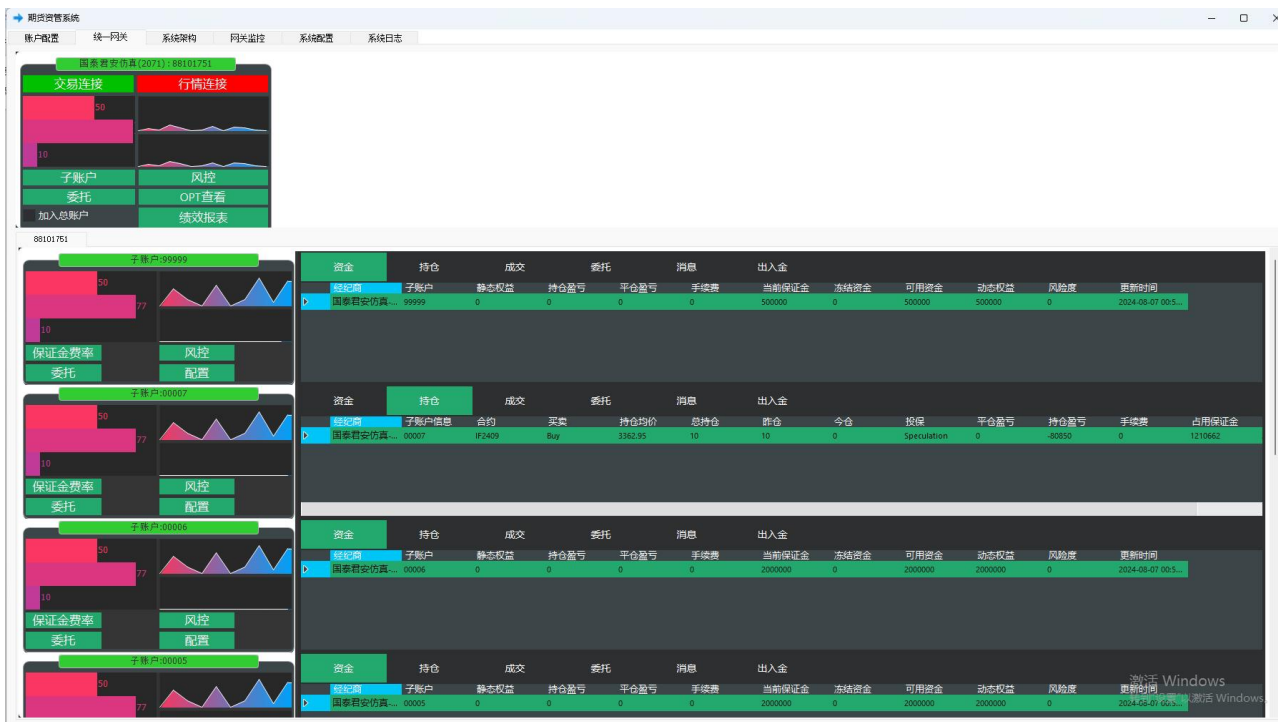 期货资管系统
账户配置 统一网关 系统架构 网关监控 系统配置 系统日志
国泰君安仿真(2071):88101751
交易连接 行情连接
50
10
子账户 风控
委托 OPT查看
加入总账户 绩效报表
88101751
子账户:99999
50
77
10
保证金费率 风控
委托 配置
资金 持仓 成交 委托 消息 出入金
经纪商 子账户 静态权益 持仓盈亏 平仓盈亏 手续费 当前保证金 冻结资金 可用资金 动态权益 风险度 更新时间
国泰君安仿真-... 99999 0 0 0 0 500000 0 500000 500000 0 2024-08-07 00:5...
子账户:00007
50
77
10
保证金费率 风控
委托 配置
资金 持仓 成交 委托 消息 出入金
经纪商 子账户信息 合约 买卖 持仓均价 总持仓 昨仓 今仓 投保 平仓盈亏 持仓盈亏 手续费 占用保证金
国泰君安仿真-... 00007 IF2409 Buy 3362.95 10 10 0 Speculation 0 -80850 0 1210662
子账户:00006
50
77
10
保证金费率 风控
委托 配置
资金 持仓 成交 委托 消息 出入金
经纪商 子账户 静态权益 持仓盈亏 平仓盈亏 手续费 当前保证金 冻结资金 可用资金 动态权益 风险度 更新时间
国泰君安仿真-... 00006 0 0 0 0 2000000 0 2000000 2000000 0 2024-08-07 00:5...
子账户:00005
50
77
资金 持仓 成交 委托 消息 出入金
经纪商 子账户 静态权益 持仓盈亏 平仓盈亏 手续费 当前保证金 冻结资金 可用资金 动态权益 风险度 更新时间
国泰君安仿真-... 00005 0 0 0 0 2000000 0 2000000 2000000 0 2024-08-07 00:5...
激活 Windows
转到"设置"以激活 Windows